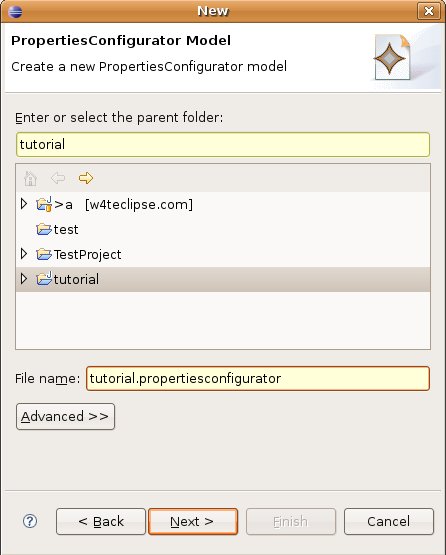 New
PropertiesConfigurator Model
Create a new PropertiesConfigurator model
Enter or select the parent folder:
tutorial
>a [w4teclipse.com]
test
TestProject
tutorial
File name: tutorial.propertiesconfigurator
Advanced >>
? < Back Next > Finish Cancel